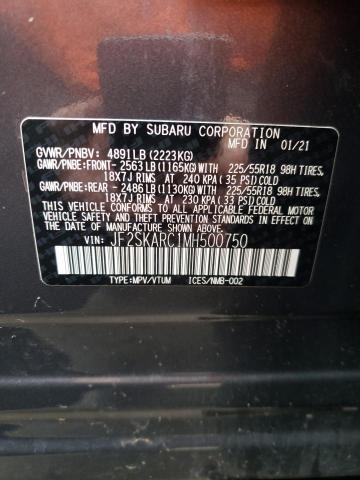 MFD BY SUBARU CORPORATION
MFD IN 01/21
GVWR/PNBV: 4891LB(2223KG)
GAWR/PNBE:FRONT- 2563LB(1165KG)WITH 225/55R18 98H TIRES,
18X7J RIMS AT 240 KPA(35 PSI)COLD
GAWR/PNBE:REAR - 2486LB(1130KG)WITH 225/55R18 98H TIRES,
18X7J RIMS AT 230 KPA(33 PSI)COLD
THIS VEHICLE CONFORMS TO ALL APPLICABLE FEDERAL MOTOR
VEHICLE SAFETY STANDARDS IN EFFECT ON THE DATE OF
MANUFACTURE SHOWN ABOVE.
VIN: JF2SKARC1MH500750
TYPE:MPV/VTUM ICES/NMB-002